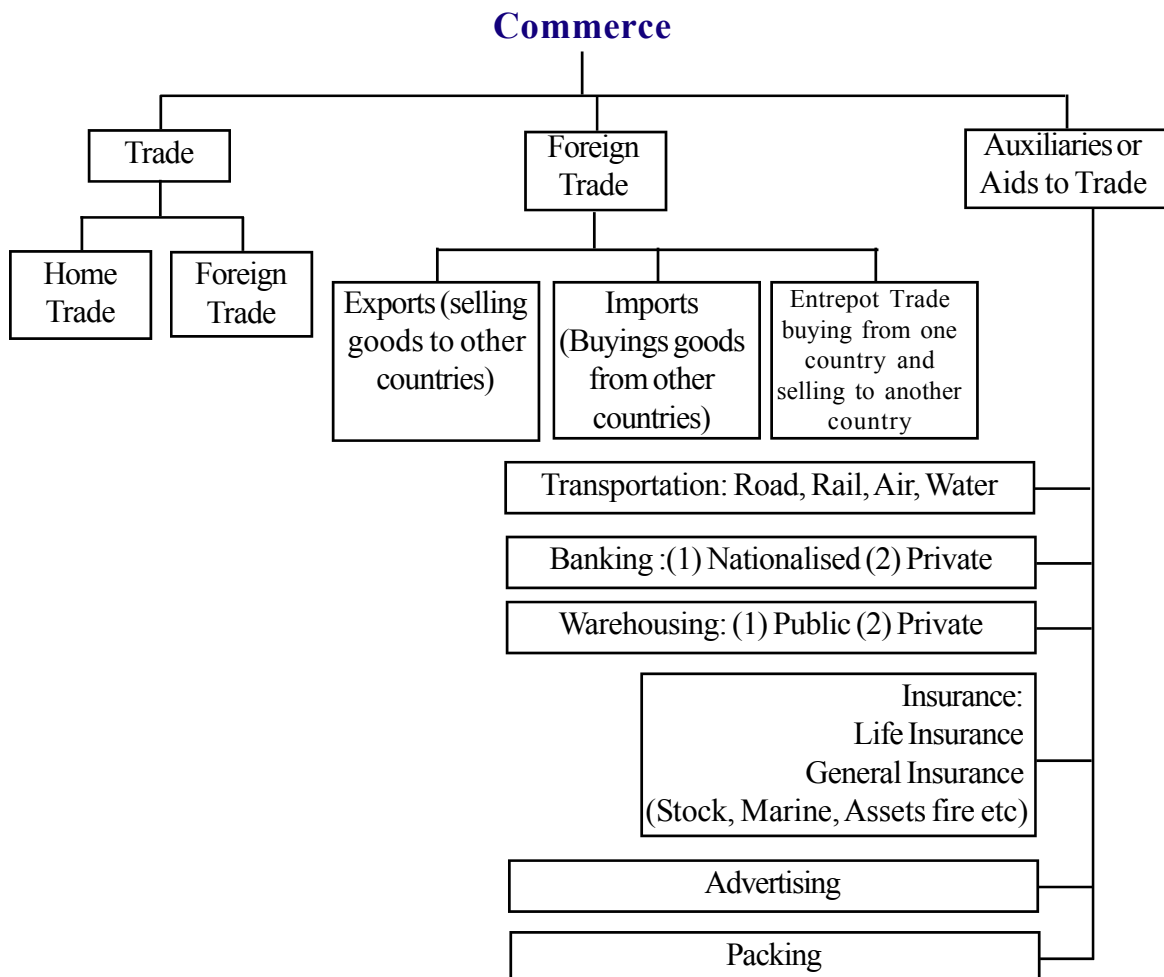 Commerce
Trade
Foreign
Trade
Auxiliaries or
Aids to Trade
Home
Trade
Foreign
Trade
Exports (selling
goods to other
countries)
Imports
(Buyings goods
from other
countries)
Entrepot Trade
buying from one
country and
selling to another
country
Transportation: Road, Rail, Air, Water
Banking :(1) Nationalised (2) Private
Warehousing: (1) Public (2) Private
Insurance:
Life Insurance
General Insurance
(Stock, Marine, Assets fire etc)
Advertising
Packing